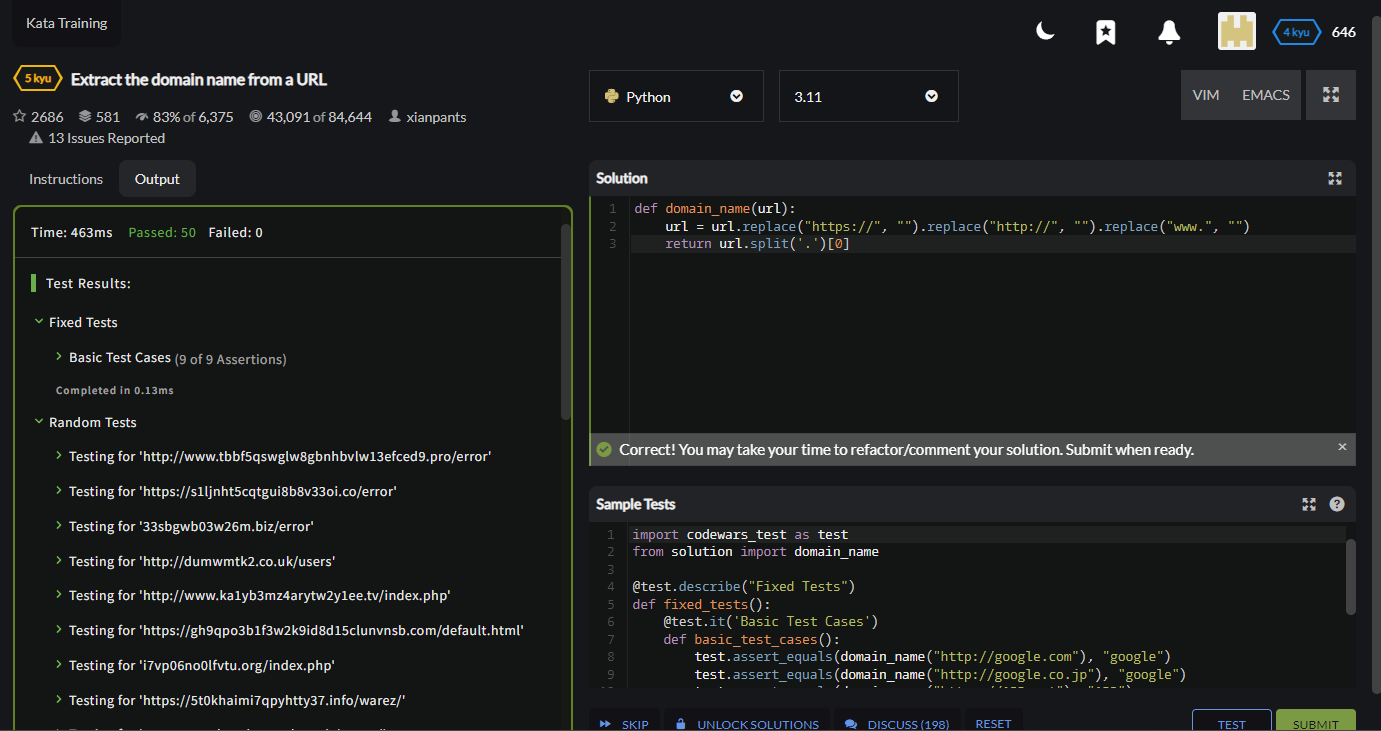 Kata Training
4 kyu 646
5 kyu Extract the domain name from a URL
2686 581 83% of 6,375 43,091 of 84,644 xianpants
13 Issues Reported
Instructions Output
Time: 463ms Passed: 50 Failed: 0
Test Results:
Fixed Tests
Basic Test Cases (9 of 9 Assertions)
Completed in 0.13ms
Random Tests
Testing for 'http://www.tbbf5qswglw8gbnhbvlw13efced9.pro/error'
Testing for 'https://s1ljnht5cqtgui8b8v33oi.co/error'
Testing for '33sbgwb03w26m.biz/error'
Testing for 'http://dumwmtk2.co.uk/users'
Testing for 'http://www.ka1yb3mz4arytw2y1ee.tv/index.php'
Testing for 'https://gh9qpo3b1f3w2k9id8d15clunvnsb.com/default.html'
Testing for 'i7vp06no0lfvtu.org/index.php'
Testing for 'https://5t0khaimi7qpyhtty37.info/warez/'
Python 3.11 VIM EMACS
Solution
1 def domain_name(url):
2 url = url.replace("https://", "").replace("http://", "").replace("www.", "")
3 return url.split('.')[0]
Correct! You may take your time to refactor/comment your solution. Submit when ready.
Sample Tests
1 import codewars_test as test
2 from solution import domain_name
3
4 @test.describe("Fixed Tests")
5 def fixed_tests():
6 @test.it('Basic Test Cases')
7 def basic_test_cases():
8 test.assert_equals(domain_name("http://google.com"), "google")
9 test.assert_equals(domain_name("http://google.co.jp"), "google")
SKIP UNLOCK SOLUTIONS DISCUSS (198) RESET TEST SUBMIT